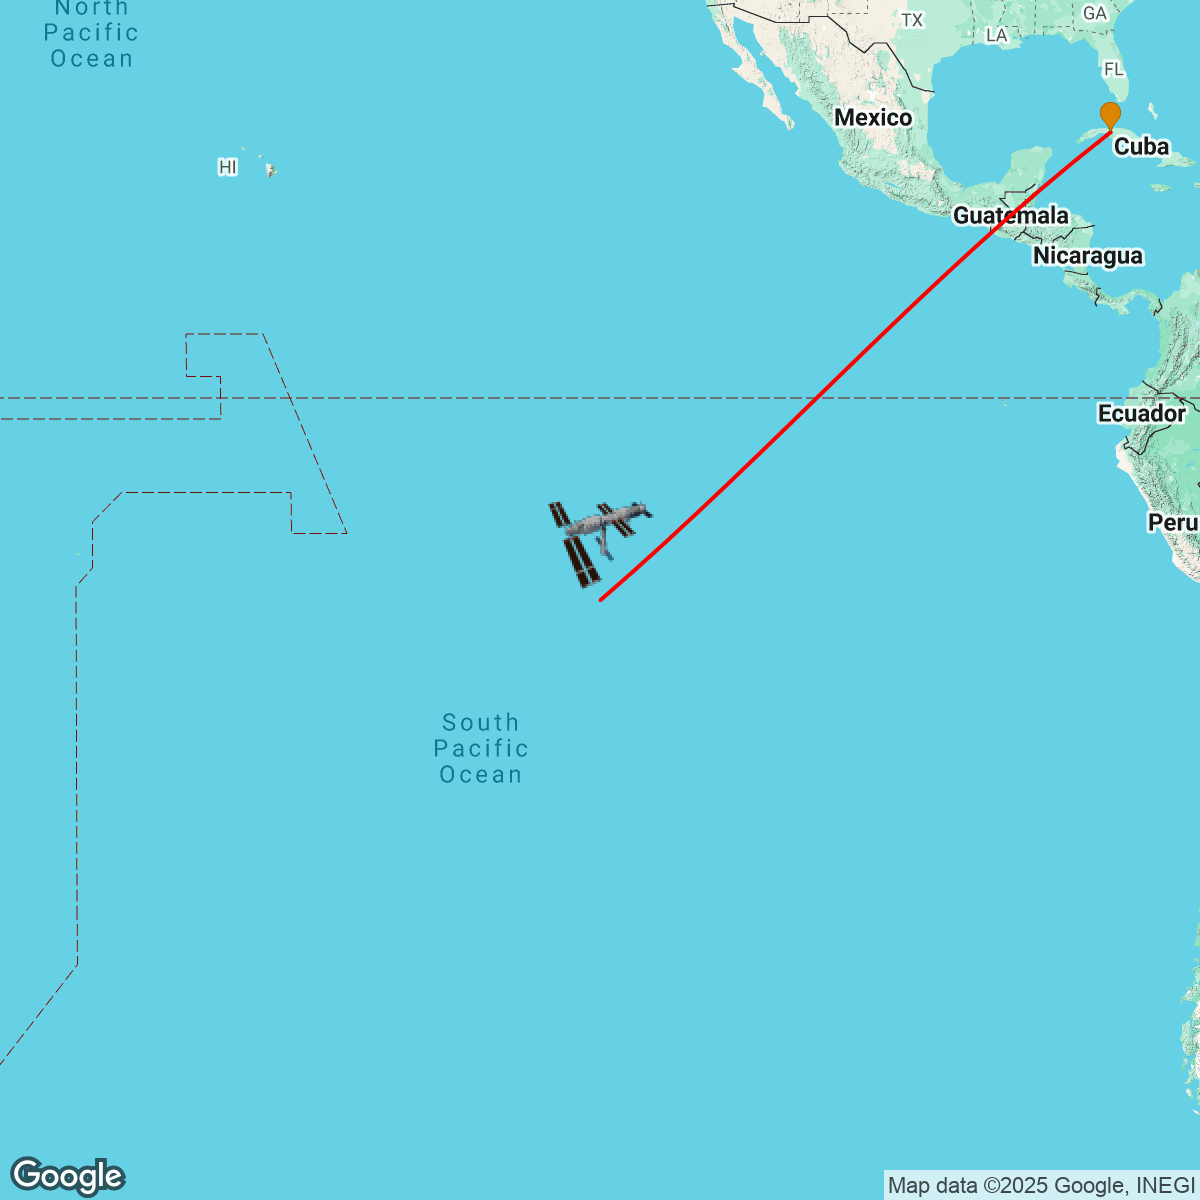 North
Pacific
Ocean
TX
LA
GA
FL
Mexico
Cuba
HI
Guatemala
Nicaragua
Ecuador
Peru
South
Pacific
Ocean
Google
Map data ©2025 Google, INEGI